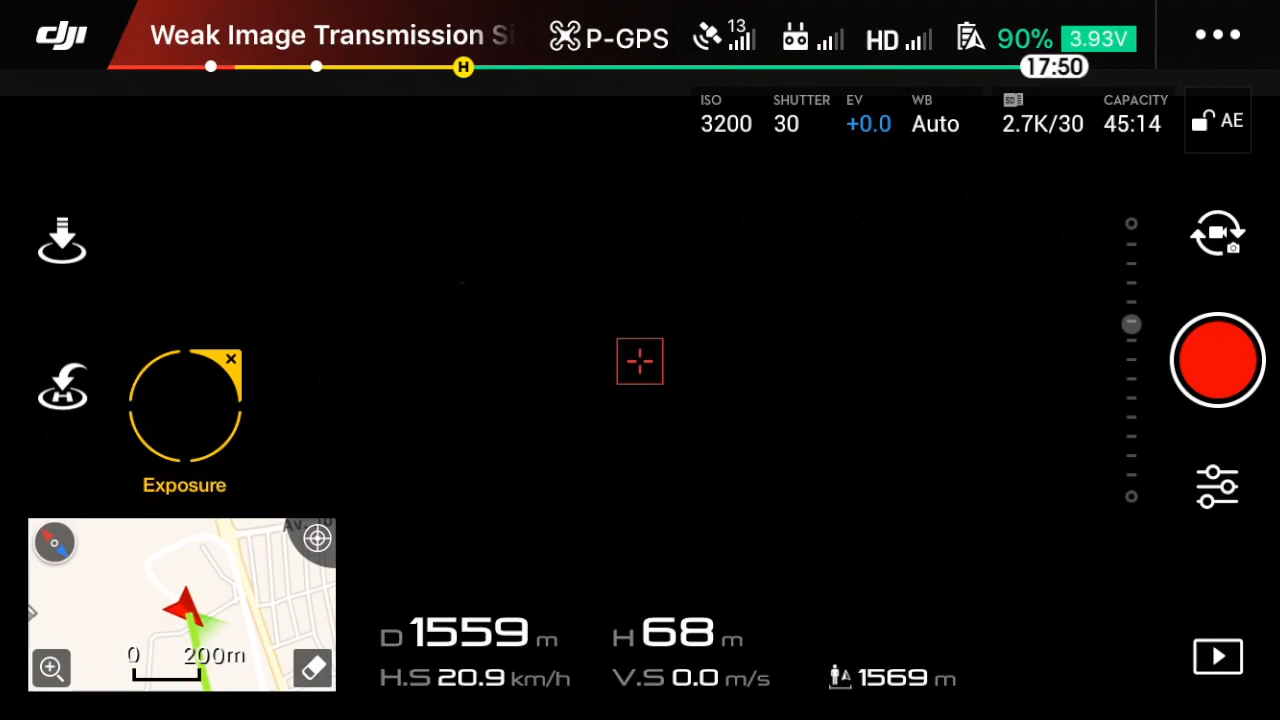 dji Weak Image Transmission Si P-GPS 13 HD 90% 3.93V
H 17:50
ISO SHUTTER EV WB CAPACITY
3200 30 +0.0 Auto 2.7K/30 45:14 AE
H
Exposure
AV.
0 200m
D 1559 m H 68 m
H.S 20.9 km/h V.S 0.0 m/s 1569 m